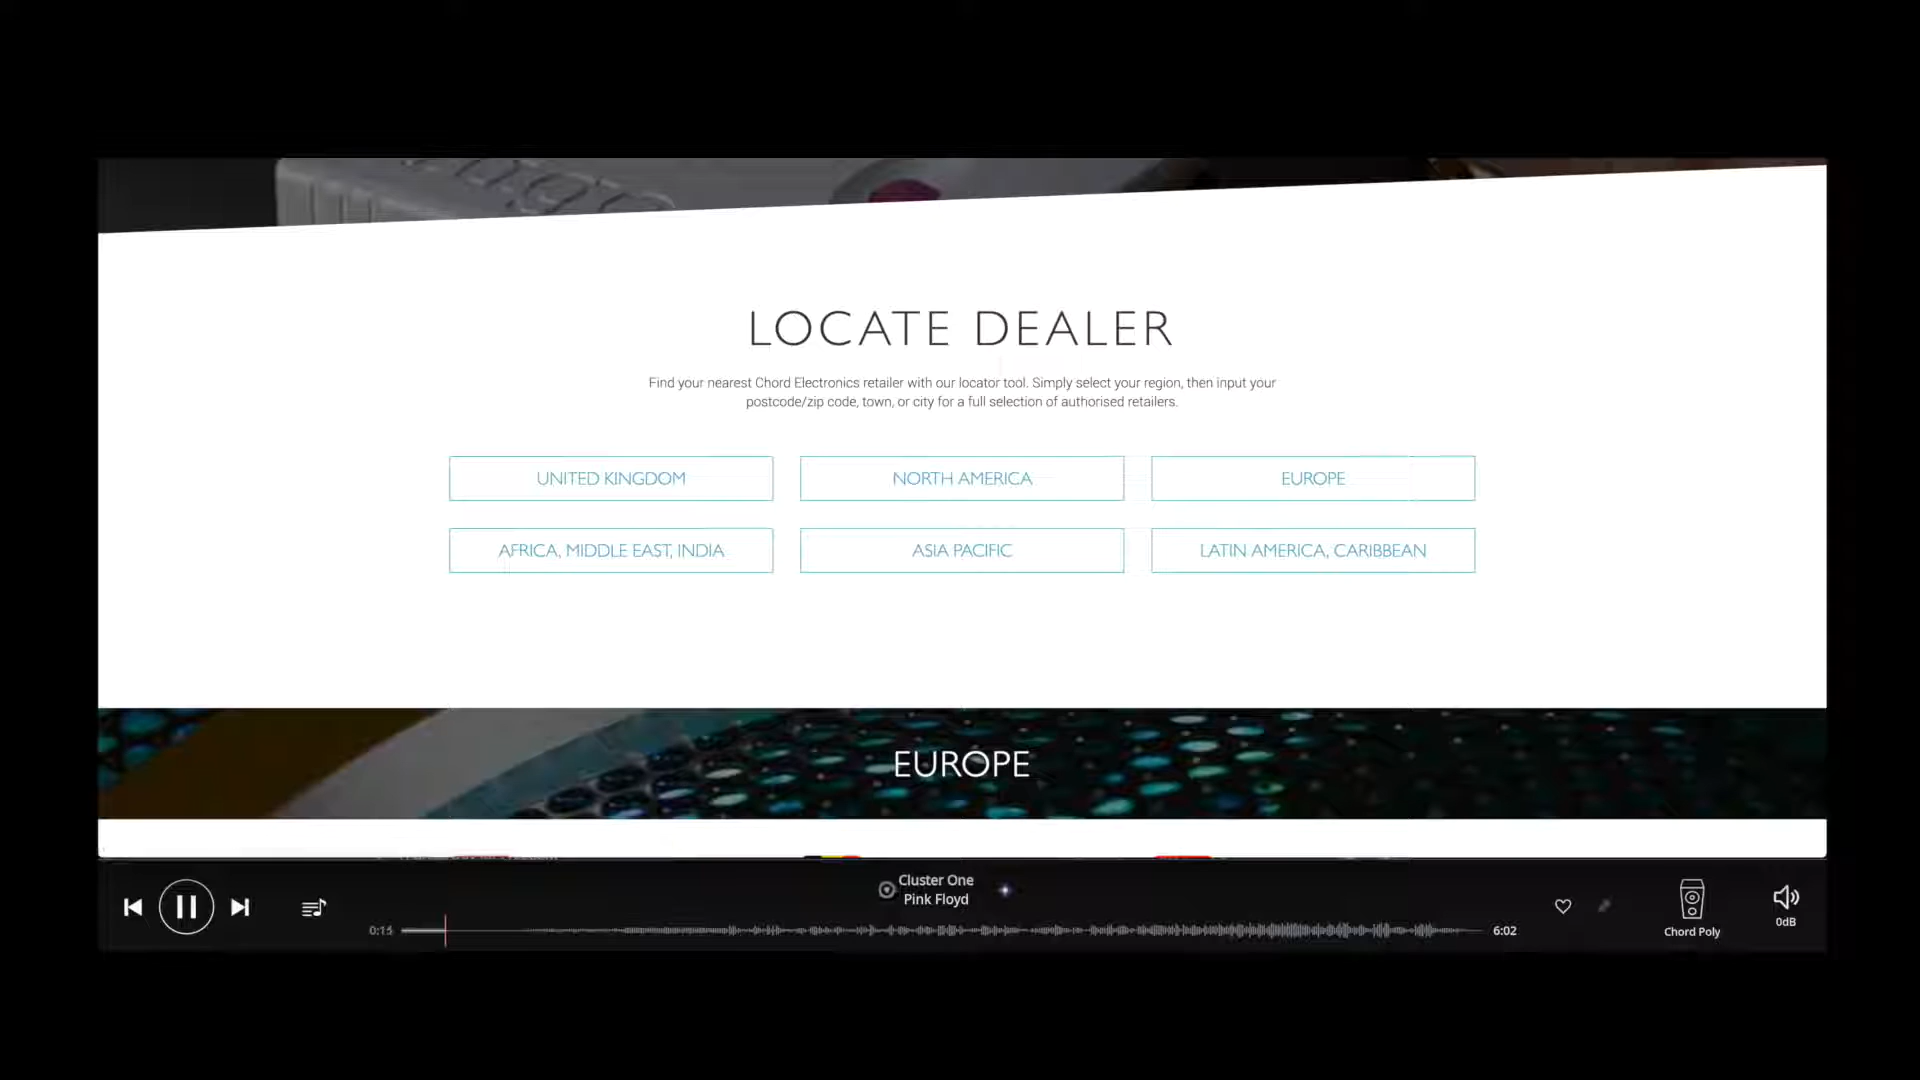 LOCATE DEALER
Find your nearest Chord Electronics retailer with our locator tool. Simply select your region, then input your
postcode/zip code, town, or city for a full selection of authorised retailers.
UNITED KINGDOM
NORTH AMERICA
EUROPE
AFRICA, MIDDLE EAST, INDIA
ASIA PACIFIC
LATIN AMERICA, CARIBBEAN
EUROPE
Cluster One
Pink Floyd
0:15
6:02
Chord Poly
0dB